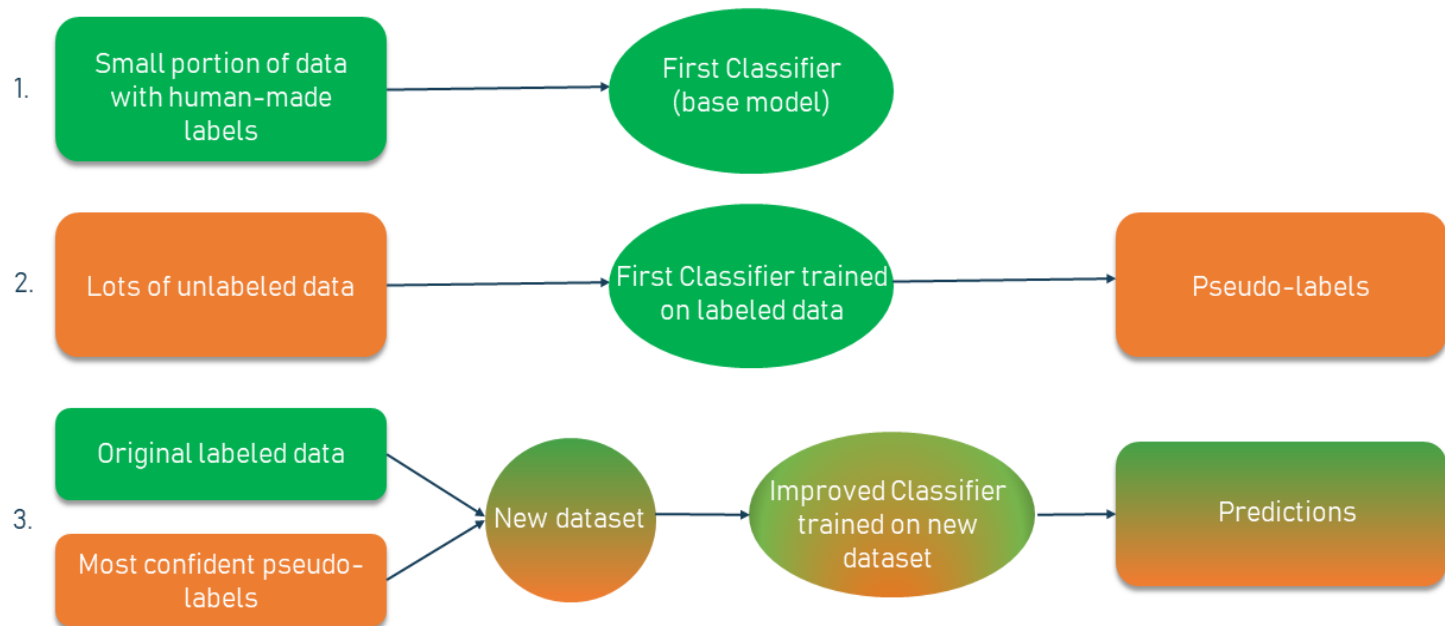 1.
Small portion of data
with human-made
labels
First Classifier
(base model)
2.
Lots of unlabeled data
First Classifier trained
on labeled data
Pseudo-labels
3.
Original labeled data
Most confident pseudo-
labels
New dataset
Improved Classifier
trained on new
dataset
Predictions